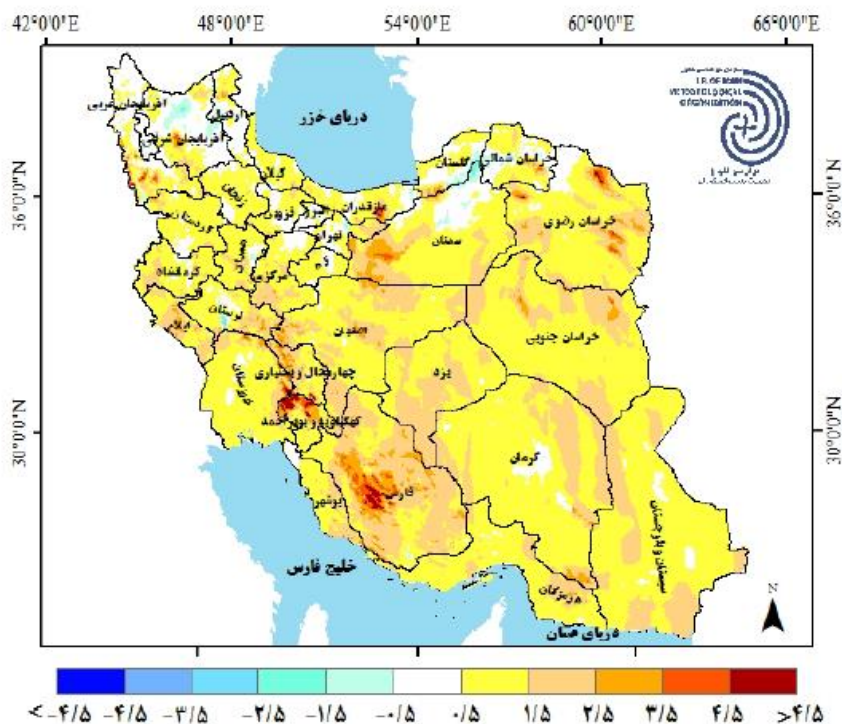 42°0'0"E 48°0'0"E 54°0'0"E 60°0'0"E 66°0'0"E
36°0'0"N
30°0'0"N
36°0'0"N
30°0'0"N
I.R. OF IRAN
METEOROLOGICAL
ORGANIZATION
دریای خزر
آذربایجان غربی
اردبیل
آذربایجان شرقی
گیلان
زنجان
قزوین
البرز
مازندران
گلستان
خراسان شمالی
تهران
سمنان
خراسان رضوی
کردستان
همدان
قم
مرکزی
کرمانشاه
لرستان
ایلام
اصفهان
خراسان جنوبی
یزد
خوزستان
چهارمحال و بختیاری
کهگیلویه و بویراحمد
فارس
بوشهر
کرمان
سیستان و بلوچستان
هرمزگان
خلیج فارس
دریای عمان
N
< -۴/۵ -۴/۵ -۳/۵ -۲/۵ -۱/۵ -۰/۵ ۰/۵ ۱/۵ ۲/۵ ۳/۵ ۴/۵ >۴/۵